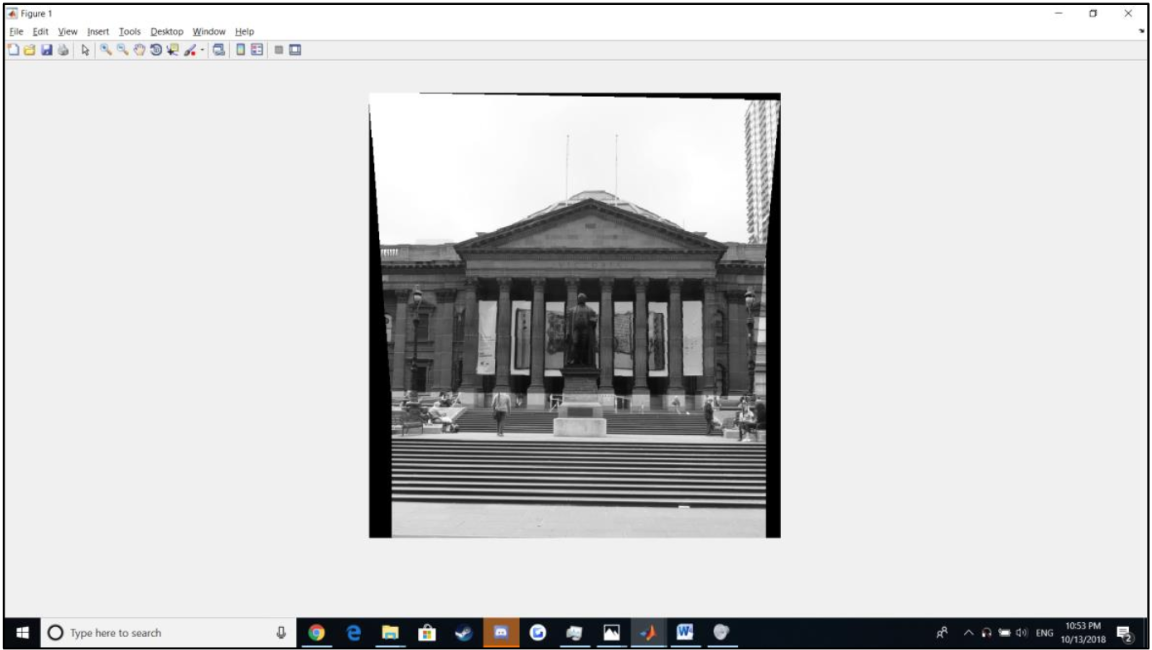 Figure 1
File Edit View Insert Tools Desktop Window Help
Type here to search
ENG
10:53 PM
10/13/2018
2